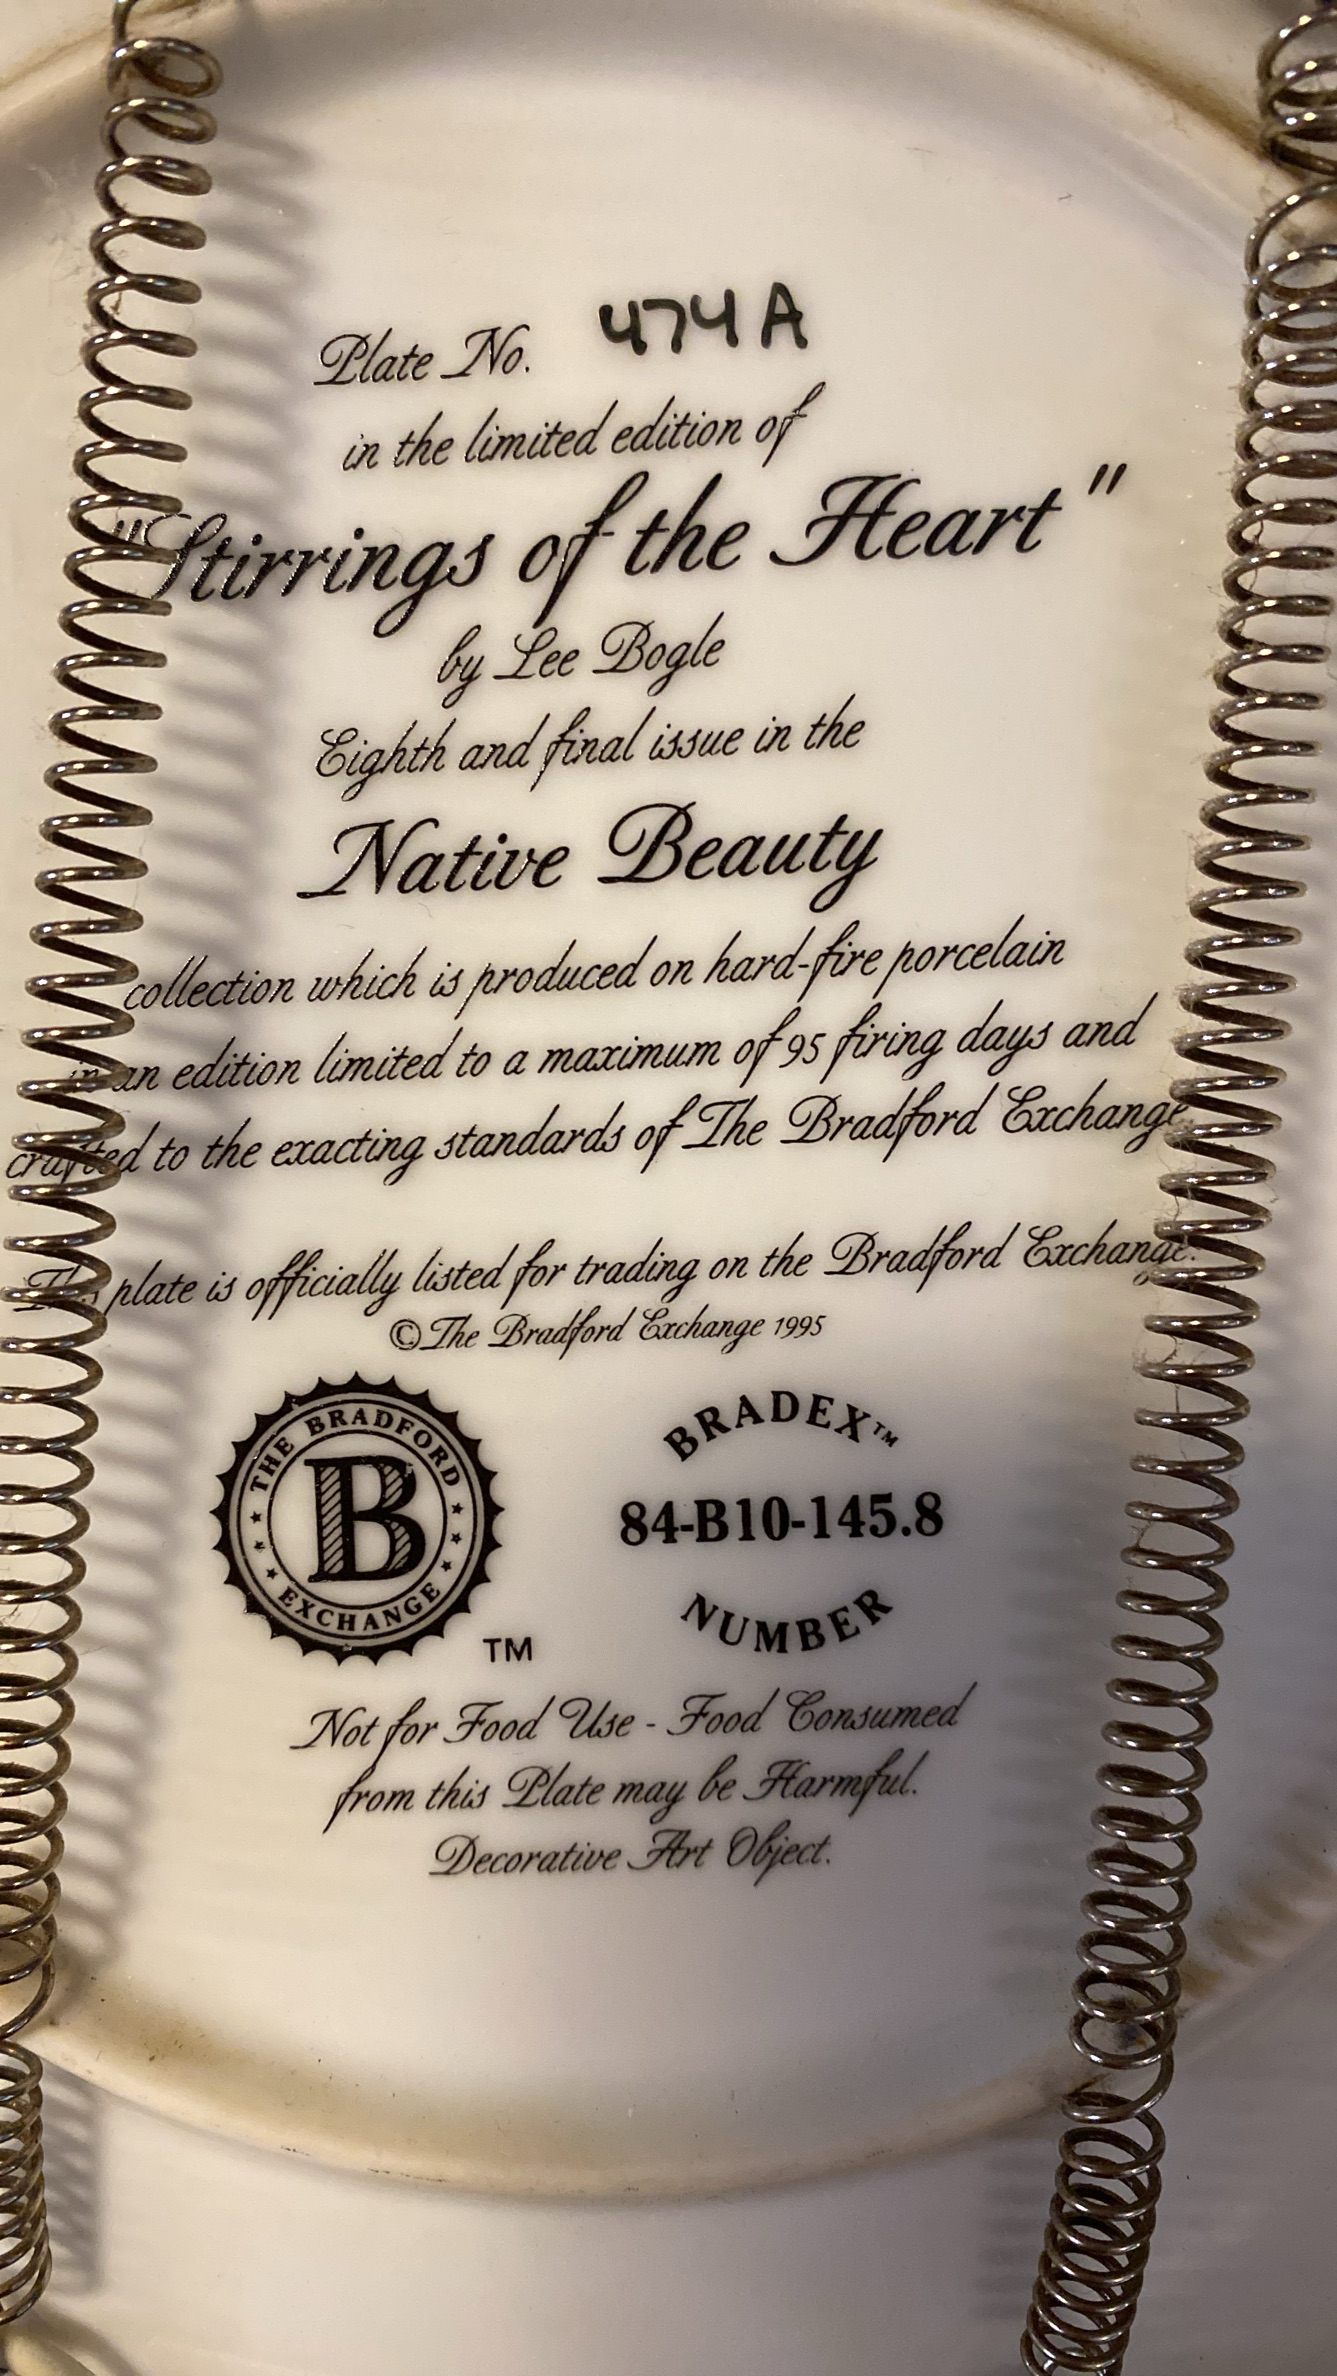 Plate No. 474A
in the limited edition of
"Stirrings of the Heart"
by Lee Bogle
Eighth and final issue in the
Native Beauty
collection which is produced on hard-fire porcelain
in an edition limited to a maximum of 95 firing days and
crafted to the exacting standards of The Bradford Exchange.
This plate is officially listed for trading on the Bradford Exchange.
© The Bradford Exchange 1995
THE BRADFORD
B
EXCHANGE
TM
BRADEX™
84-B10-145.8
NUMBER
Not for Food Use - Food Consumed
from this Plate may be Harmful.
Decorative Art Object.